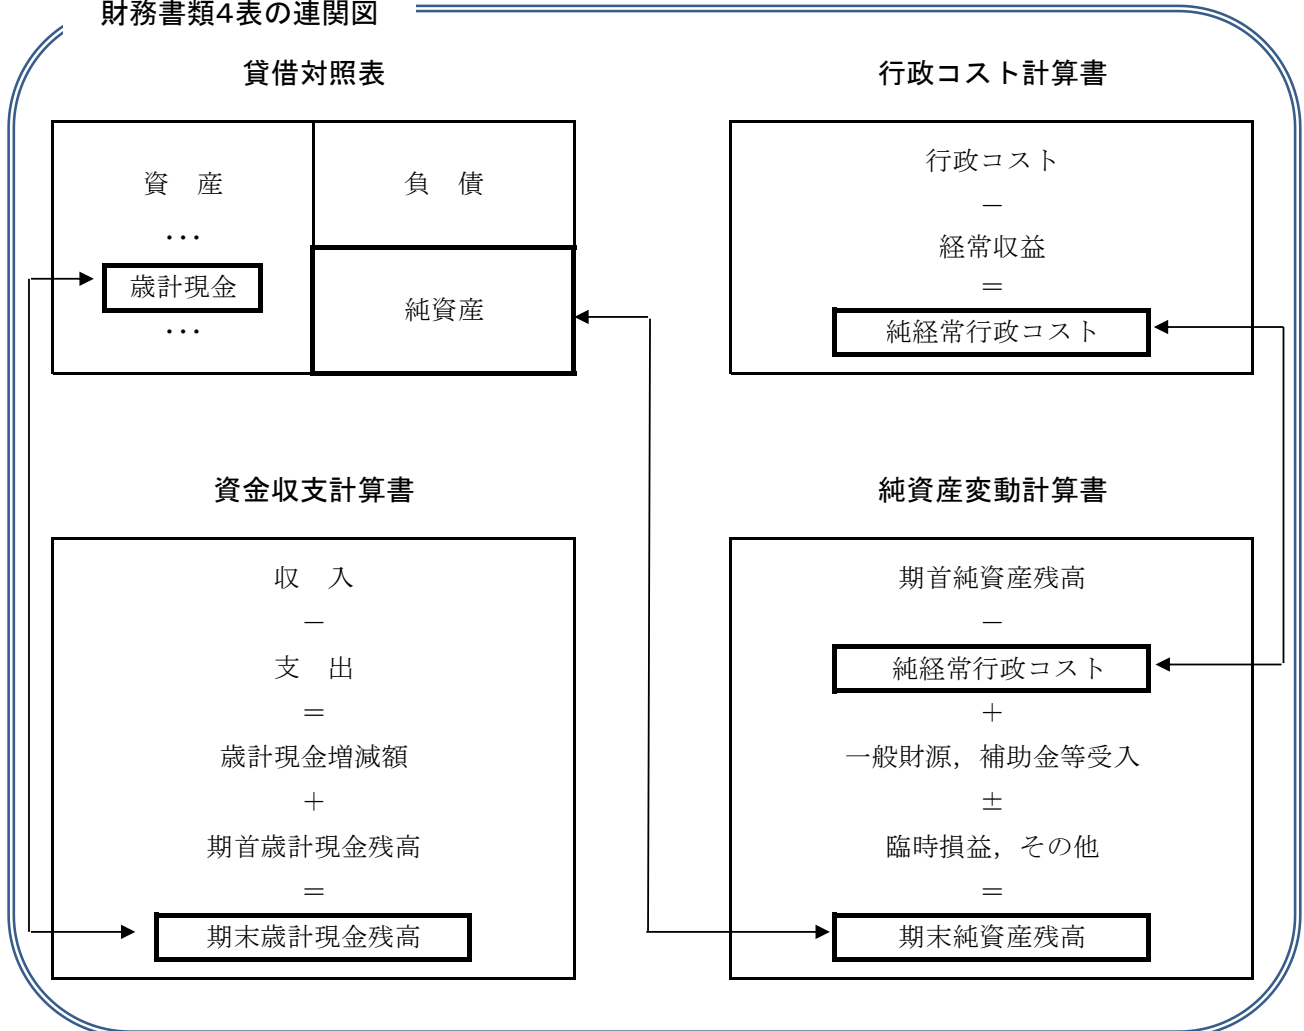 財務書類4表の連関図
貸借対照表
資　産
…
歳計現金
…
負　債
純資産
行政コスト計算書
行政コスト
－
経常収益
＝
純経常行政コスト
資金収支計算書
収　入
－
支　出
＝
歳計現金増減額
＋
期首歳計現金残高
＝
期末歳計現金残高
純資産変動計算書
期首純資産残高
－
純経常行政コスト
＋
一般財源，補助金等受入
±
臨時損益，その他
＝
期末純資産残高